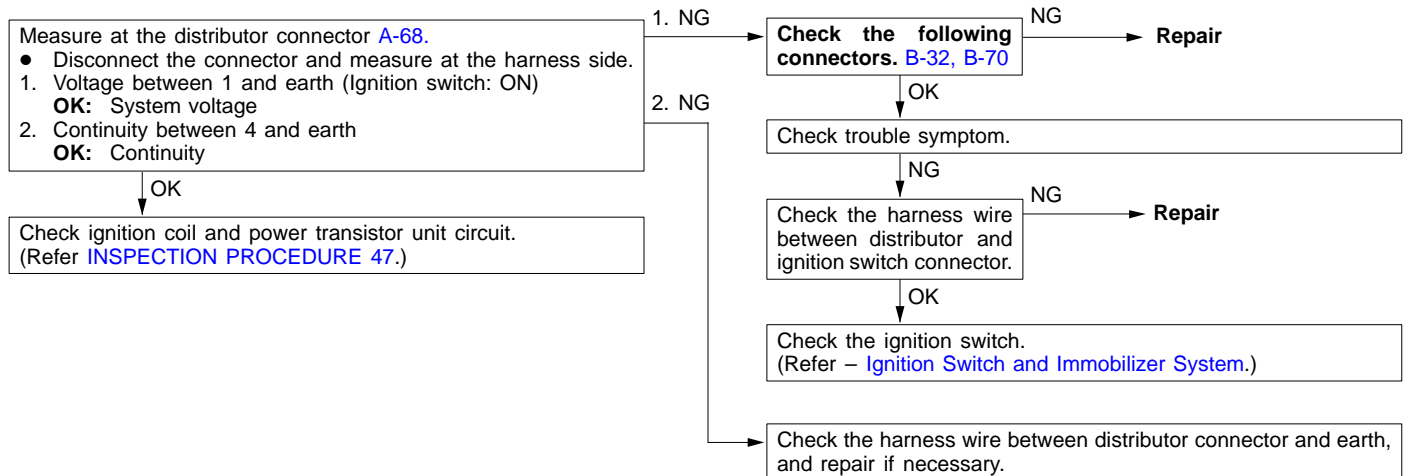 Measure at the distributor connector A-68.
● Disconnect the connector and measure at the harness side.
1. Voltage between 1 and earth (Ignition switch: ON)
OK: System voltage
2. Continuity between 4 and earth
OK: Continuity
OK
Check ignition coil and power transistor unit circuit.
(Refer INSPECTION PROCEDURE 47.)
1. NG
2. NG
Check the following
connectors. B-32, B-70
NG
Repair
OK
Check trouble symptom.
NG
Check the harness wire
between distributor and
ignition switch connector.
NG
Repair
OK
Check the ignition switch.
(Refer – Ignition Switch and Immobilizer System.)
Check the harness wire between distributor connector and earth,
and repair if necessary.